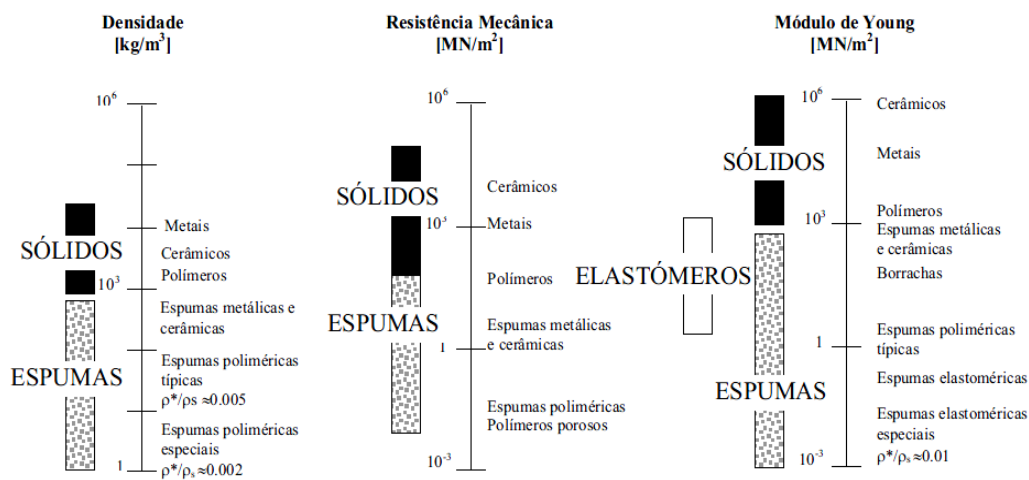 Densidade
[kg/m³]
10⁶
SÓLIDOS
Metais
Cerâmicos
Polímeros
10³
Espumas metálicas e
cerâmicas
ESPUMAS
Espumas poliméricas
típicas
ρ*/ρs ≈0.005
Espumas poliméricas
especiais
ρ*/ρₛ ≈0.002
1
Resistência Mecânica
[MN/m²]
10⁶
SÓLIDOS
Cerâmicos
10³
Metais
Polímeros
ESPUMAS
Espumas metálicas
e cerâmicas
1
Espumas poliméricas
Polímeros porosos
10⁻³
Módulo de Young
[MN/m²]
10⁶
Cerâmicos
SÓLIDOS
Metais
10³
Polímeros
Espumas metálicas
e cerâmicas
ELASTÓMEROS
Borrachas
Espumas poliméricas
típicas
1
ESPUMAS
Espumas elastoméricas
Espumas elastoméricas
especiais
ρ*/ρₛ ≈0.01
10⁻³